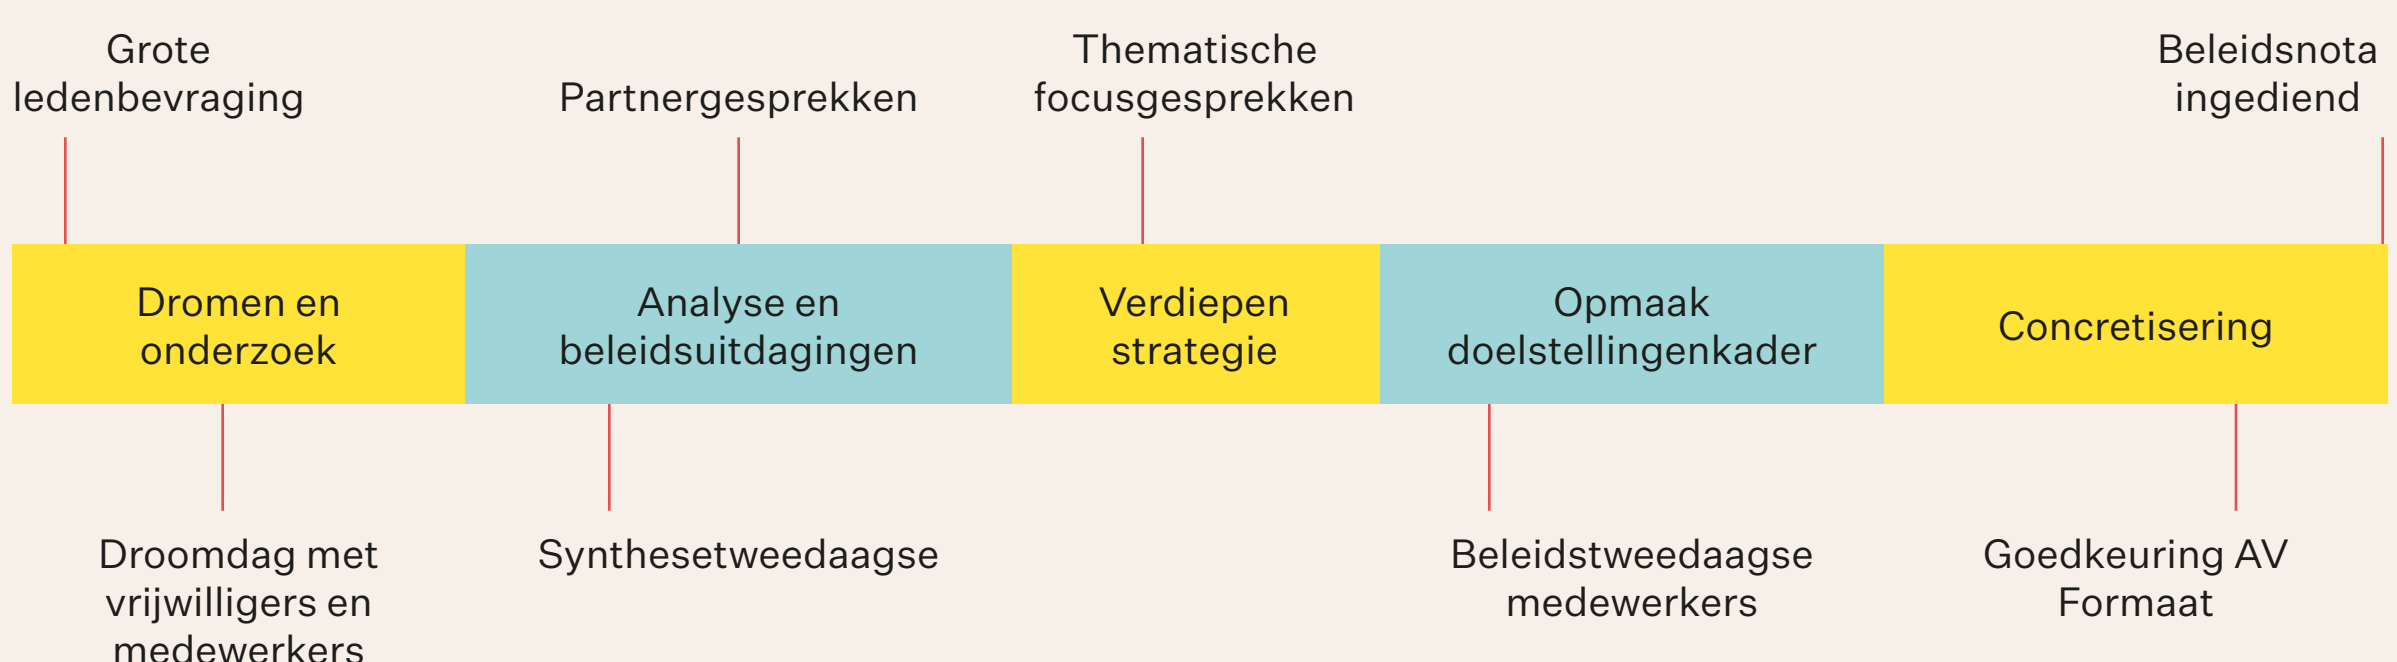 Grote
ledenbevraging
Partnergesprekken
Thematische
focusgesprekken
Beleidsnota
ingediend
Dromen en
onderzoek
Analyse en
beleidsuitdagingen
Verdiepen
strategie
Opmaak
doelstellingenkader
Concretisering
Droomdag met
vrijwilligers en
medewerkers
Synthesetweedaagse
Beleidstweedaagse
medewerkers
Goedkeuring AV
Formaat